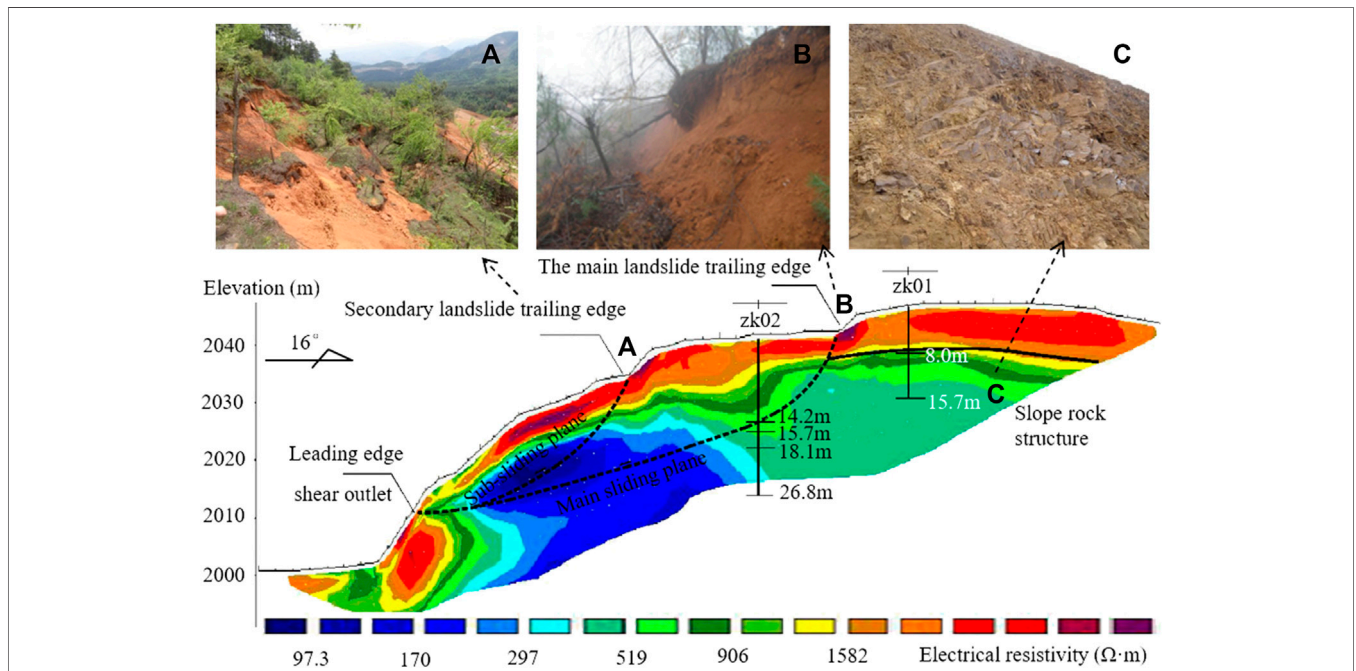 A
B
C
The main landslide trailing edge
zk01
Elevation (m)
Secondary landslide trailing edge
zk02
B
16°
A
2040
8.0m
C
15.7m
2030
14.2m
15.7m
Slope rock
structure
18.1m
Sub-sliding plane
Main sliding plane
Leading edge
shear outlet
2020
26.8m
2010
2000
97.3
170
297
519
906
1582
Electrical resistivity (Ω·m)